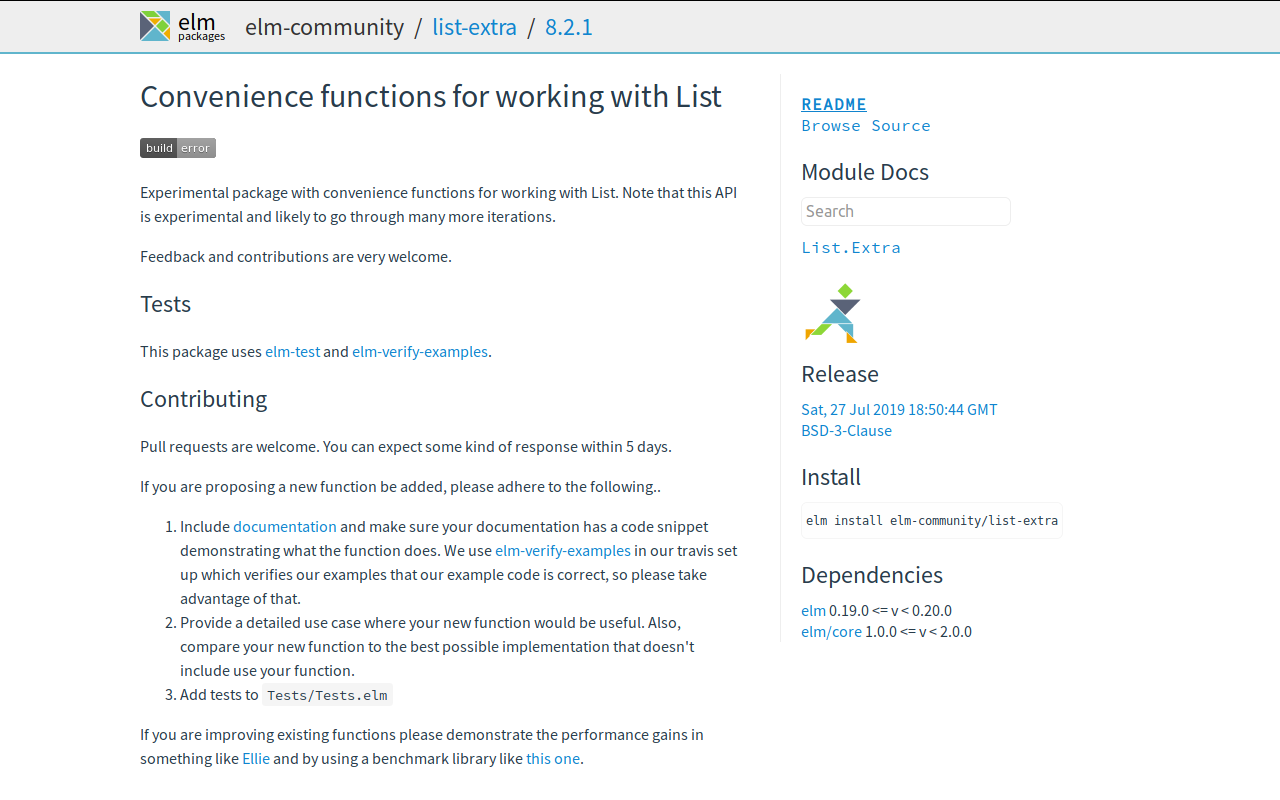 elm
packages
elm-community / list-extra / 8.2.1
Convenience functions for working with List
build error
Experimental package with convenience functions for working with List. Note that this API
is experimental and likely to go through many more iterations.
Feedback and contributions are very welcome.
Tests
This package uses elm-test and elm-verify-examples.
Contributing
Pull requests are welcome. You can expect some kind of response within 5 days.
If you are proposing a new function be added, please adhere to the following..
1. Include documentation and make sure your documentation has a code snippet
demonstrating what the function does. We use elm-verify-examples in our travis set
up which verifies our examples that our example code is correct, so please take
advantage of that.
2. Provide a detailed use case where your new function would be useful. Also,
compare your new function to the best possible implementation that doesn't
include use your function.
3. Add tests to Tests/Tests.elm
If you are improving existing functions please demonstrate the performance gains in
something like Ellie and by using a benchmark library like this one.
README
Browse Source
Module Docs
Search
List.Extra
Release
Sat, 27 Jul 2019 18:50:44 GMT
BSD-3-Clause
Install
elm install elm-community/list-extra
Dependencies
elm 0.19.0 <= v < 0.20.0
elm/core 1.0.0 <= v < 2.0.0